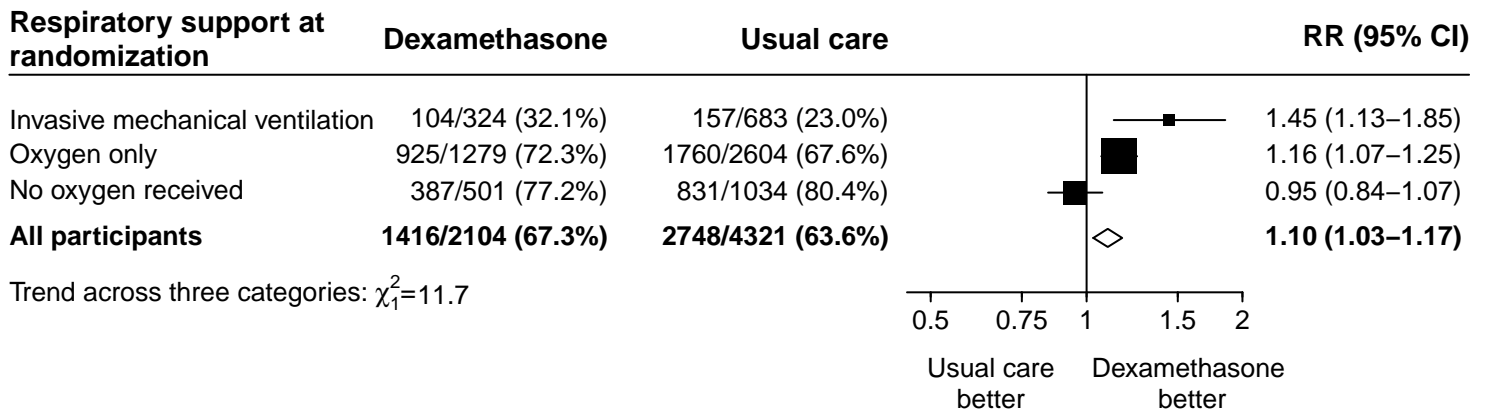 Respiratory support at
randomization Dexamethasone Usual care RR (95% CI)
Invasive mechanical ventilation 104/324 (32.1%) 157/683 (23.0%) 1.45 (1.13−1.85)
Oxygen only 925/1279 (72.3%) 1760/2604 (67.6%) 1.16 (1.07−1.25)
No oxygen received 387/501 (77.2%) 831/1034 (80.4%) 0.95 (0.84−1.07)
All participants 1416/2104 (67.3%) 2748/4321 (63.6%) 1.10 (1.03−1.17)
Trend across three categories: χ²₁=11.7
0.5 0.75 1 1.5 2
Usual care Dexamethasone
better better